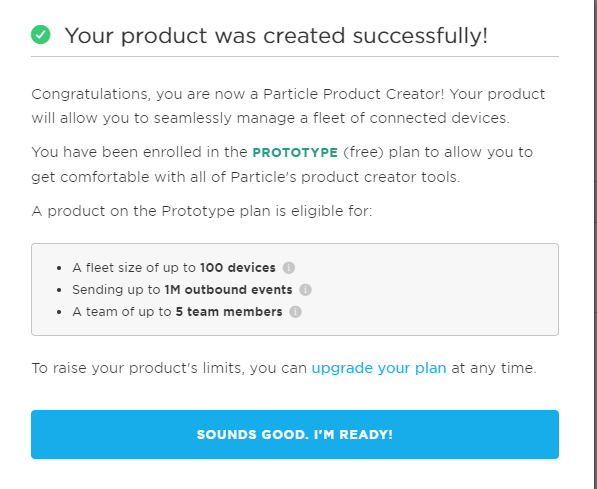 Your product was created successfully!
Congratulations, you are now a Particle Product Creator! Your product
will allow you to seamlessly manage a fleet of connected devices.
You have been enrolled in the PROTOTYPE (free) plan to allow you to
get comfortable with all of Particle's product creator tools.
A product on the Prototype plan is eligible for:
• A fleet size of up to 100 devices
• Sending up to 1M outbound events
• A team of up to 5 team members
To raise your product's limits, you can upgrade your plan at any time.
SOUNDS GOOD. I'M READY!